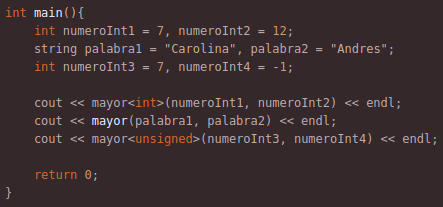 int main(){
    int numeroInt1 = 7, numeroInt2 = 12;
    string palabra1 = "Carolina", palabra2 = "Andres";
    int numeroInt3 = 7, numeroInt4 = -1;

    cout << mayor<int>(numeroInt1, numeroInt2) << endl;
    cout << mayor(palabra1, palabra2) << endl;
    cout << mayor<unsigned>(numeroInt3, numeroInt4) << endl;

    return 0;
}